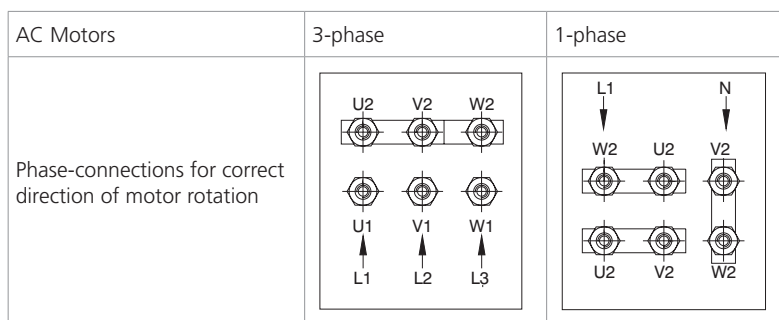 AC Motors
3-phase
1-phase
Phase-connections for correct
direction of motor rotation
U2 V2 W2
U1 V1 W1
L1 L2 L3
L1 N
W2 U2 V2
U2 V2 W2